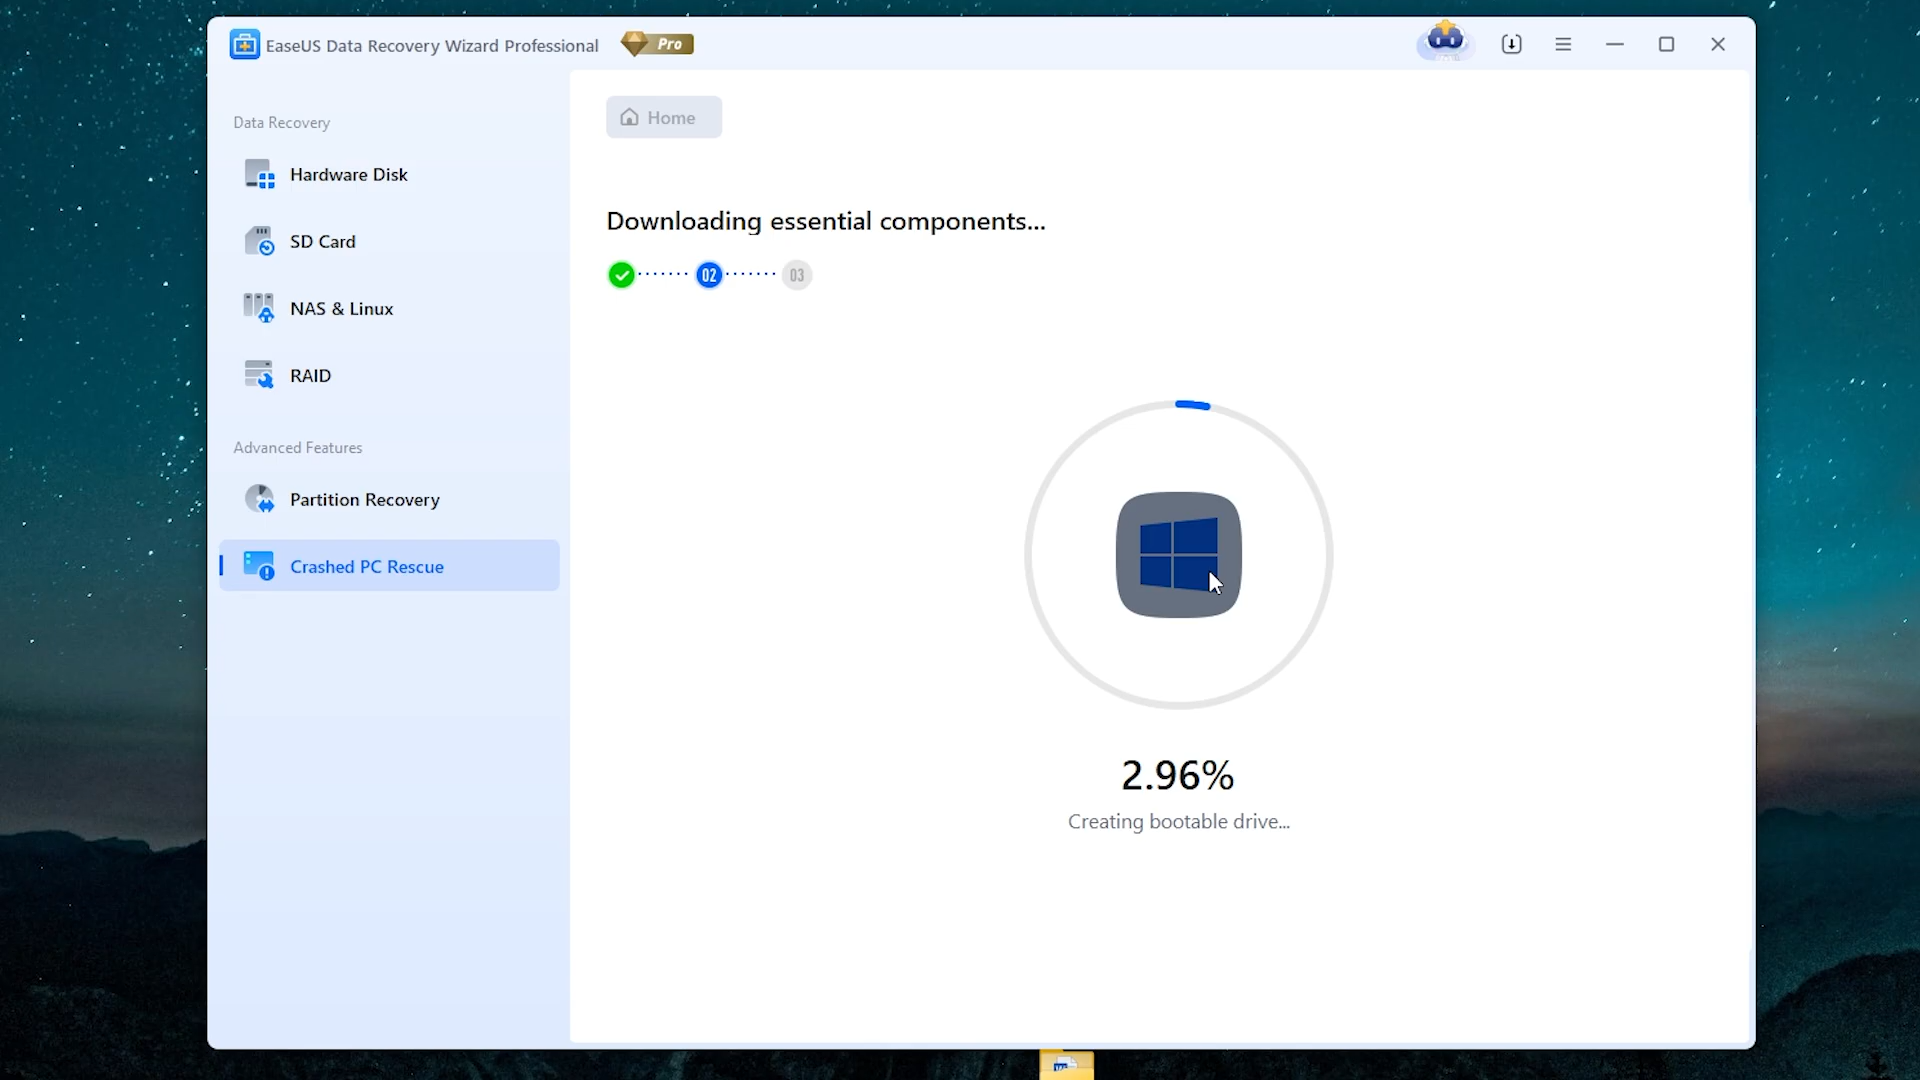 EaseUS Data Recovery Wizard Professional Pro
Data Recovery
Hardware Disk
SD Card
NAS & Linux
RAID
Advanced Features
Partition Recovery
Crashed PC Rescue
Home
Downloading essential components...
02 03
2.96%
Creating bootable drive...